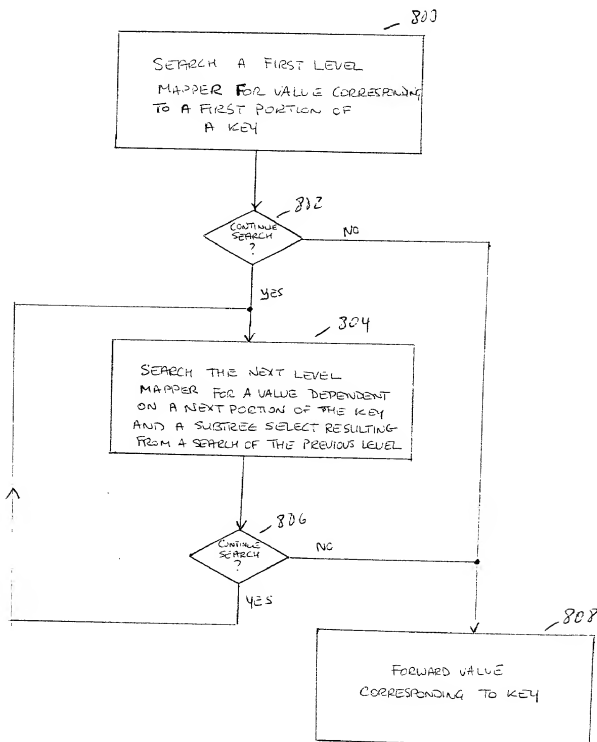 800
SEARCH A FIRST LEVEL
MAPPER FOR VALUE CORRESPONDING
TO A FIRST PORTION OF
A KEY
802
CONTINUE
SEARCH
?
NO
YES
804
SEARCH THE NEXT LEVEL
MAPPER FOR A VALUE DEPENDENT
ON A NEXT PORTION OF THE KEY
AND A SUBTREE SELECT RESULTING
FROM A SEARCH OF THE PREVIOUS LEVEL
806
CONTINUE
SEARCH
?
NO
YES
808
FORWARD VALUE
CORRESPONDING TO KEY